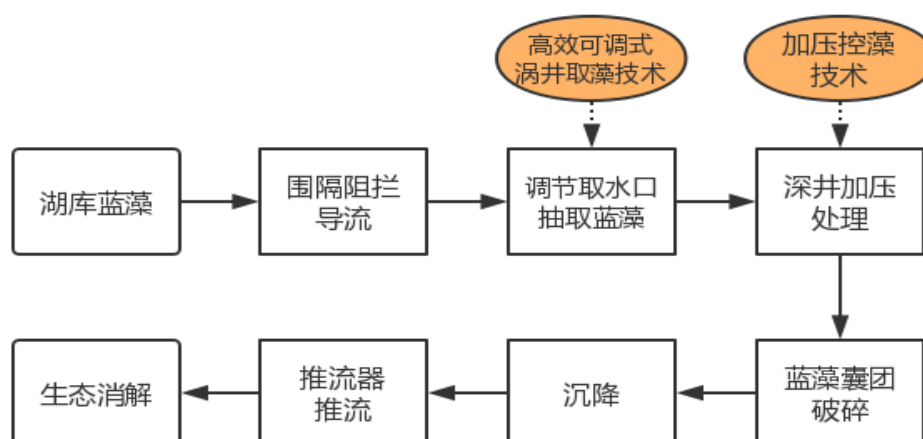 高效可调式
涡井取藻技术
加压控藻
技术
湖库蓝藻
围隔阻拦
导流
调节取水口
抽取蓝藻
深井加压
处理
生态消解
推流器
推流
沉降
蓝藻囊团
破碎